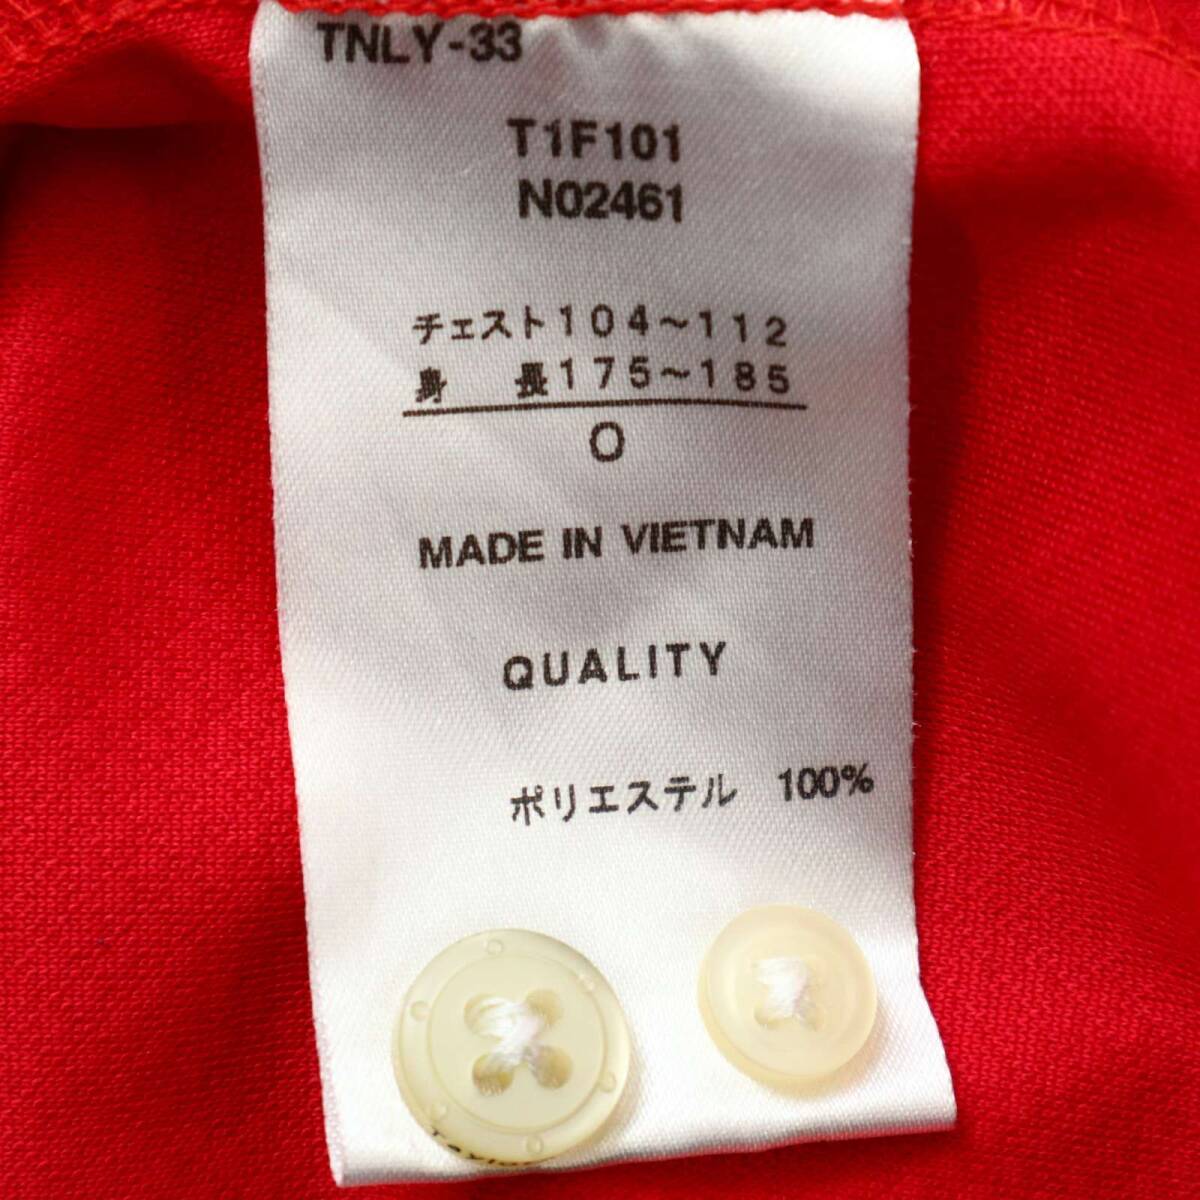 TNLY-33
T1F101
N02461
チェスト104～112
身　長175～185
O
MADE IN VIETNAM
QUALITY
ポリエステル 100%